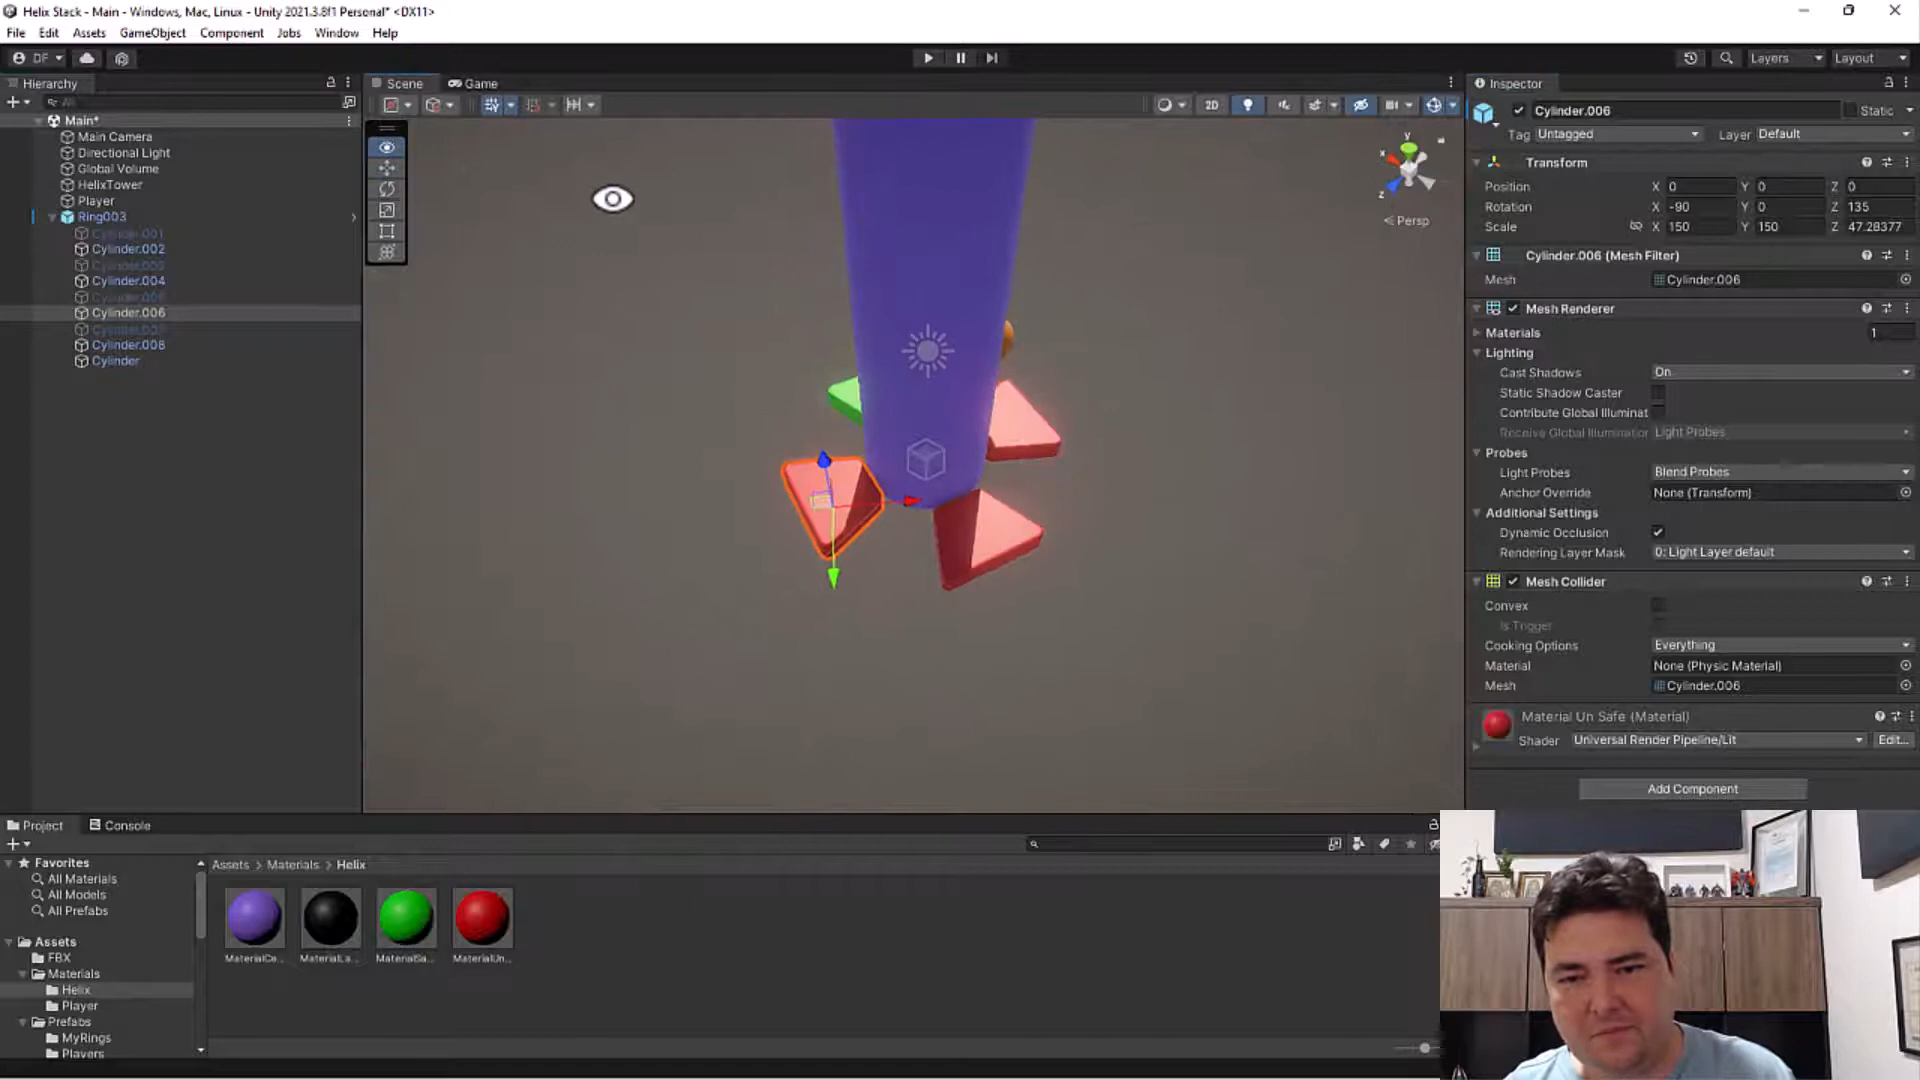 Helix Stack - Main - Windows, Mac, Linux - Unity 2021.3.8f1 Personal* <DX11>
File Edit Assets GameObject Component Jobs Window Help
DF Layers Layout
Hierarchy
All
Main*
Main Camera
Directional Light
Global Volume
HelixTower
Player
Ring003
Cylinder.001
Cylinder.002
Cylinder.003
Cylinder.004
Cylinder.005
Cylinder.006
Cylinder.007
Cylinder.008
Cylinder
Scene Game
2D
y
x
z
< Persp
Inspector
Cylinder.006 Static
Tag Untagged Layer Default
Transform
Position X 0 Y 0 Z 0
Rotation X -90 Y 0 Z 135
Scale X 150 Y 150 Z 47.28377
Cylinder.006 (Mesh Filter)
Mesh Cylinder.006
Mesh Renderer
Materials 1
Lighting
Cast Shadows On
Static Shadow Caster
Contribute Global Illuminat
Receive Global Illumination Light Probes
Probes
Light Probes Blend Probes
Anchor Override None (Transform)
Additional Settings
Dynamic Occlusion
Rendering Layer Mask 0: Light Layer default
Mesh Collider
Convex
Is Trigger
Cooking Options Everything
Material None (Physic Material)
Mesh Cylinder.006
Material Un Safe (Material)
Shader Universal Render Pipeline/Lit Edit...
Add Component
Project Console
Favorites
All Materials
All Models
All Prefabs
Assets
FBX
Materials
Helix
Player
Prefabs
MyRings
Players
Assets > Materials > Helix
MaterialCe... MaterialLa... MaterialSa... MaterialUn...